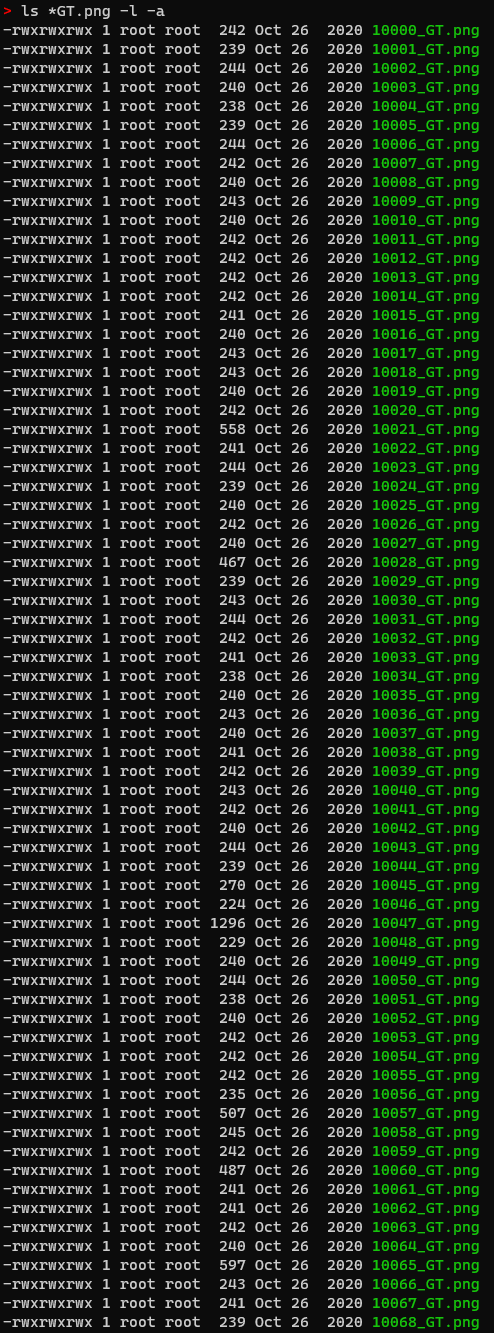 > ls *GT.png -l -a
-rwxrwxrwx 1 root root  242 Oct 26  2020 10000_GT.png
-rwxrwxrwx 1 root root  239 Oct 26  2020 10001_GT.png
-rwxrwxrwx 1 root root  244 Oct 26  2020 10002_GT.png
-rwxrwxrwx 1 root root  240 Oct 26  2020 10003_GT.png
-rwxrwxrwx 1 root root  238 Oct 26  2020 10004_GT.png
-rwxrwxrwx 1 root root  239 Oct 26  2020 10005_GT.png
-rwxrwxrwx 1 root root  244 Oct 26  2020 10006_GT.png
-rwxrwxrwx 1 root root  242 Oct 26  2020 10007_GT.png
-rwxrwxrwx 1 root root  240 Oct 26  2020 10008_GT.png
-rwxrwxrwx 1 root root  243 Oct 26  2020 10009_GT.png
-rwxrwxrwx 1 root root  240 Oct 26  2020 10010_GT.png
-rwxrwxrwx 1 root root  242 Oct 26  2020 10011_GT.png
-rwxrwxrwx 1 root root  242 Oct 26  2020 10012_GT.png
-rwxrwxrwx 1 root root  242 Oct 26  2020 10013_GT.png
-rwxrwxrwx 1 root root  242 Oct 26  2020 10014_GT.png
-rwxrwxrwx 1 root root  241 Oct 26  2020 10015_GT.png
-rwxrwxrwx 1 root root  240 Oct 26  2020 10016_GT.png
-rwxrwxrwx 1 root root  243 Oct 26  2020 10017_GT.png
-rwxrwxrwx 1 root root  243 Oct 26  2020 10018_GT.png
-rwxrwxrwx 1 root root  240 Oct 26  2020 10019_GT.png
-rwxrwxrwx 1 root root  242 Oct 26  2020 10020_GT.png
-rwxrwxrwx 1 root root  558 Oct 26  2020 10021_GT.png
-rwxrwxrwx 1 root root  241 Oct 26  2020 10022_GT.png
-rwxrwxrwx 1 root root  244 Oct 26  2020 10023_GT.png
-rwxrwxrwx 1 root root  239 Oct 26  2020 10024_GT.png
-rwxrwxrwx 1 root root  240 Oct 26  2020 10025_GT.png
-rwxrwxrwx 1 root root  242 Oct 26  2020 10026_GT.png
-rwxrwxrwx 1 root root  240 Oct 26  2020 10027_GT.png
-rwxrwxrwx 1 root root  467 Oct 26  2020 10028_GT.png
-rwxrwxrwx 1 root root  239 Oct 26  2020 10029_GT.png
-rwxrwxrwx 1 root root  243 Oct 26  2020 10030_GT.png
-rwxrwxrwx 1 root root  244 Oct 26  2020 10031_GT.png
-rwxrwxrwx 1 root root  242 Oct 26  2020 10032_GT.png
-rwxrwxrwx 1 root root  241 Oct 26  2020 10033_GT.png
-rwxrwxrwx 1 root root  238 Oct 26  2020 10034_GT.png
-rwxrwxrwx 1 root root  240 Oct 26  2020 10035_GT.png
-rwxrwxrwx 1 root root  243 Oct 26  2020 10036_GT.png
-rwxrwxrwx 1 root root  240 Oct 26  2020 10037_GT.png
-rwxrwxrwx 1 root root  241 Oct 26  2020 10038_GT.png
-rwxrwxrwx 1 root root  242 Oct 26  2020 10039_GT.png
-rwxrwxrwx 1 root root  243 Oct 26  2020 10040_GT.png
-rwxrwxrwx 1 root root  242 Oct 26  2020 10041_GT.png
-rwxrwxrwx 1 root root  240 Oct 26  2020 10042_GT.png
-rwxrwxrwx 1 root root  244 Oct 26  2020 10043_GT.png
-rwxrwxrwx 1 root root  239 Oct 26  2020 10044_GT.png
-rwxrwxrwx 1 root root  270 Oct 26  2020 10045_GT.png
-rwxrwxrwx 1 root root  224 Oct 26  2020 10046_GT.png
-rwxrwxrwx 1 root root 1296 Oct 26  2020 10047_GT.png
-rwxrwxrwx 1 root root  229 Oct 26  2020 10048_GT.png
-rwxrwxrwx 1 root root  240 Oct 26  2020 10049_GT.png
-rwxrwxrwx 1 root root  244 Oct 26  2020 10050_GT.png
-rwxrwxrwx 1 root root  238 Oct 26  2020 10051_GT.png
-rwxrwxrwx 1 root root  240 Oct 26  2020 10052_GT.png
-rwxrwxrwx 1 root root  242 Oct 26  2020 10053_GT.png
-rwxrwxrwx 1 root root  242 Oct 26  2020 10054_GT.png
-rwxrwxrwx 1 root root  242 Oct 26  2020 10055_GT.png
-rwxrwxrwx 1 root root  235 Oct 26  2020 10056_GT.png
-rwxrwxrwx 1 root root  507 Oct 26  2020 10057_GT.png
-rwxrwxrwx 1 root root  245 Oct 26  2020 10058_GT.png
-rwxrwxrwx 1 root root  242 Oct 26  2020 10059_GT.png
-rwxrwxrwx 1 root root  487 Oct 26  2020 10060_GT.png
-rwxrwxrwx 1 root root  241 Oct 26  2020 10061_GT.png
-rwxrwxrwx 1 root root  241 Oct 26  2020 10062_GT.png
-rwxrwxrwx 1 root root  242 Oct 26  2020 10063_GT.png
-rwxrwxrwx 1 root root  240 Oct 26  2020 10064_GT.png
-rwxrwxrwx 1 root root  597 Oct 26  2020 10065_GT.png
-rwxrwxrwx 1 root root  243 Oct 26  2020 10066_GT.png
-rwxrwxrwx 1 root root  241 Oct 26  2020 10067_GT.png
-rwxrwxrwx 1 root root  239 Oct 26  2020 10068_GT.png